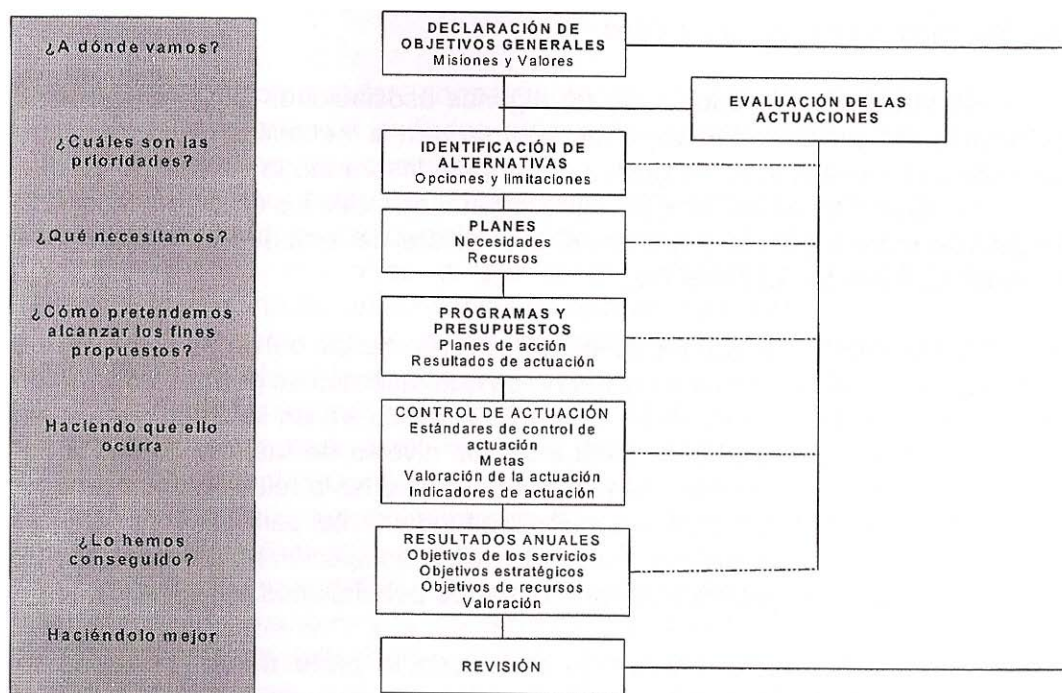 ¿A dónde vamos?
DECLARACIÓN DE
OBJETIVOS GENERALES
Misiones y Valores
EVALUACIÓN DE LAS
ACTUACIONES
¿Cuáles son las
prioridades?
IDENTIFICACIÓN DE
ALTERNATIVAS
Opciones y limitaciones
¿Qué necesitamos?
PLANES
Necesidades
Recursos
¿Cómo pretendemos
alcanzar los fines
propuestos?
PROGRAMAS Y
PRESUPUESTOS
Planes de acción
Resultados de actuación
Haciendo que ello
ocurra
CONTROL DE ACTUACIÓN
Estándares de control de
actuación
Metas
Valoración de la actuación
Indicadores de actuación
¿Lo hemos
conseguido?
RESULTADOS ANUALES
Objetivos de los servicios
Objetivos estratégicos
Objetivos de recursos
Valoración
Haciéndolo mejor
REVISIÓN